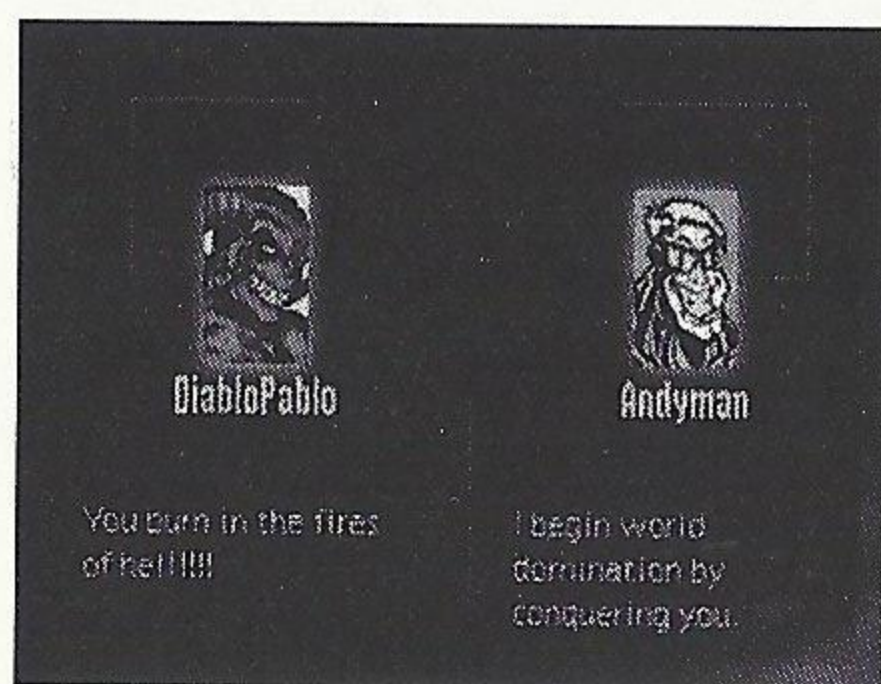 DiabloPablo
You burn in the fires
of hell!!!!!
Andyman
I begin world
domination by
conquering you.